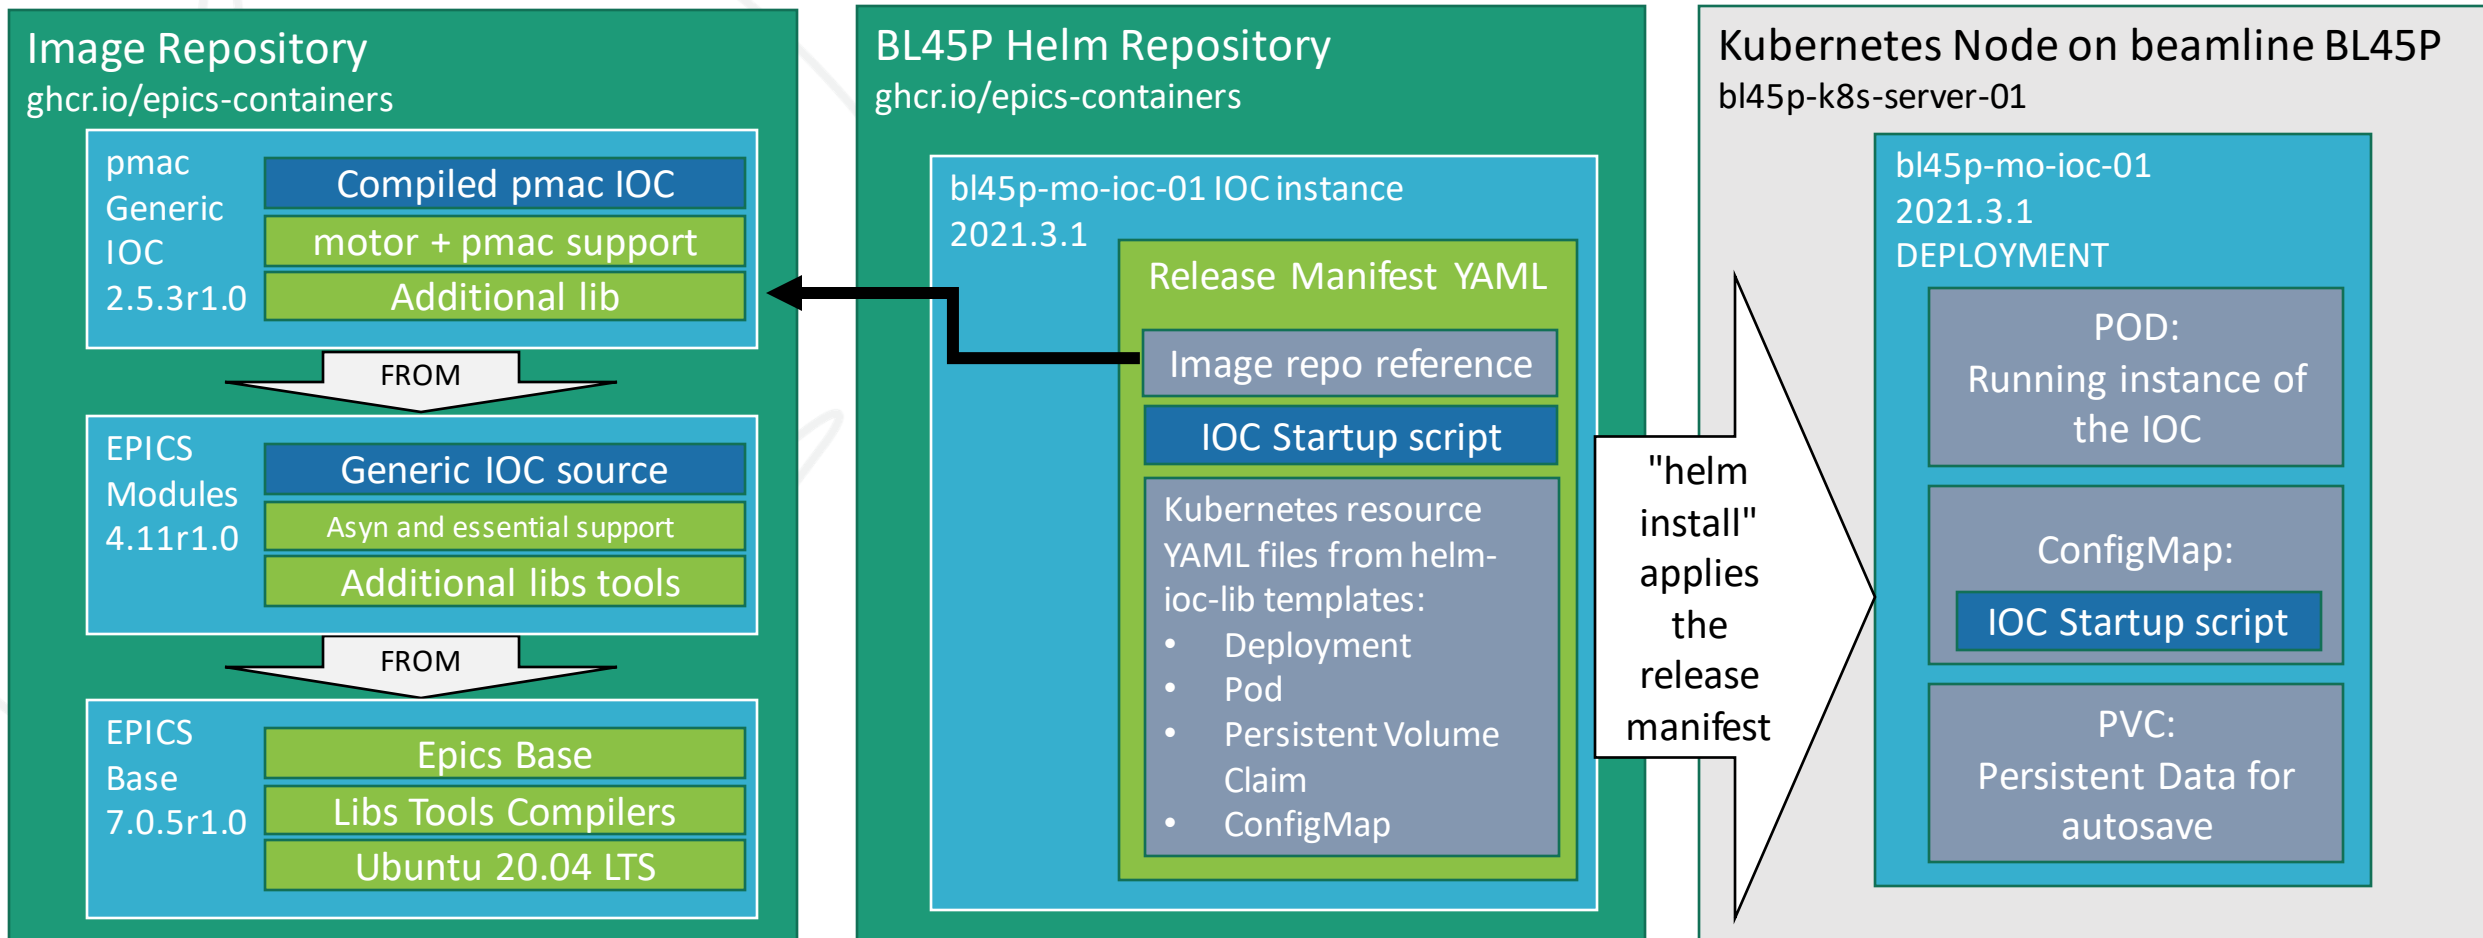 Image Repository
ghcr.io/epics-containers
pmac
Generic
IOC
2.5.3r1.0
Compiled pmac IOC
motor + pmac support
Additional lib
FROM
EPICS
Modules
4.11r1.0
Generic IOC source
Asyn and essential support
Additional libs tools
FROM
EPICS
Base
7.0.5r1.0
Epics Base
Libs Tools Compilers
Ubuntu 20.04 LTS
BL45P Helm Repository
ghcr.io/epics-containers
bl45p-mo-ioc-01 IOC instance
2021.3.1
Release Manifest YAML
Image repo reference
IOC Startup script
Kubernetes resource
YAML files from helm-
ioc-lib templates:
• Deployment
• Pod
• Persistent Volume
Claim
• ConfigMap
"helm
install"
applies
the
release
manifest
Kubernetes Node on beamline BL45P
bl45p-k8s-server-01
bl45p-mo-ioc-01
2021.3.1
DEPLOYMENT
POD:
Running instance of
the IOC
ConfigMap:
IOC Startup script
PVC:
Persistent Data for
autosave